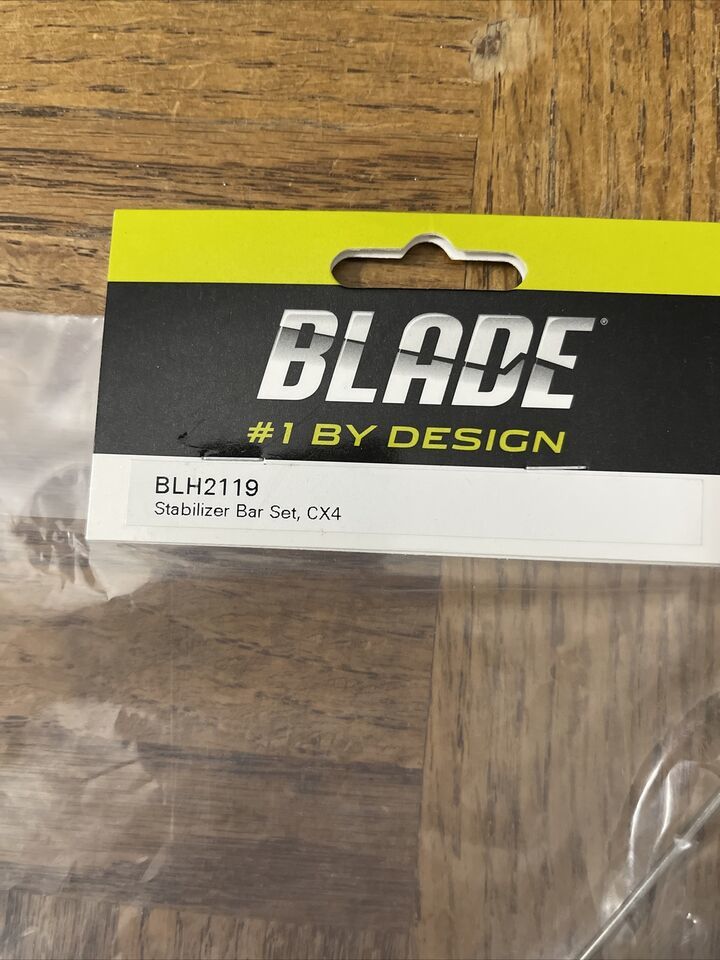 BLADE®
#1 BY DESIGN
BLH2119
Stabilizer Bar Set, CX4